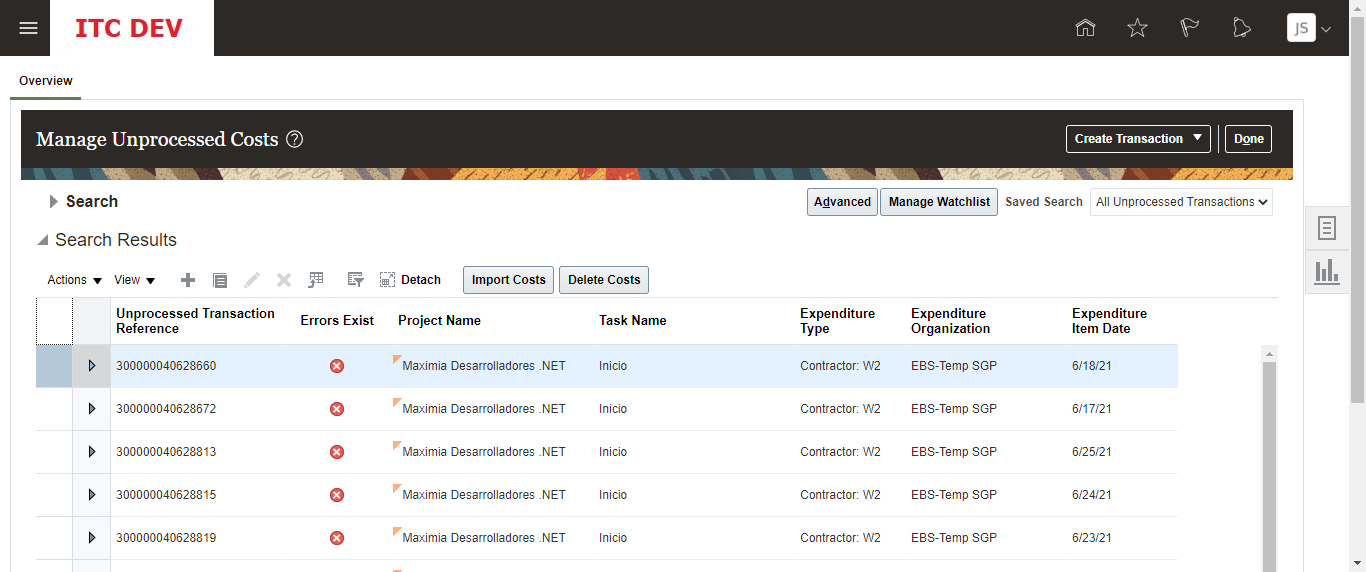 ITC DEV
JS
Overview
Manage Unprocessed Costs ?
Create Transaction
Done
Search
Advanced
Manage Watchlist
Saved Search
All Unprocessed Transactions
Search Results
Actions
View
Detach
Import Costs
Delete Costs
Unprocessed Transaction
Reference
Errors Exist
Project Name
Task Name
Expenditure
Type
Expenditure
Organization
Expenditure
Item Date
300000040628660 Maximia Desarrolladores .NET Inicio Contractor: W2 EBS-Temp SGP 6/18/21
300000040628672 Maximia Desarrolladores .NET Inicio Contractor: W2 EBS-Temp SGP 6/17/21
300000040628813 Maximia Desarrolladores .NET Inicio Contractor: W2 EBS-Temp SGP 6/25/21
300000040628815 Maximia Desarrolladores .NET Inicio Contractor: W2 EBS-Temp SGP 6/24/21
300000040628819 Maximia Desarrolladores .NET Inicio Contractor: W2 EBS-Temp SGP 6/23/21